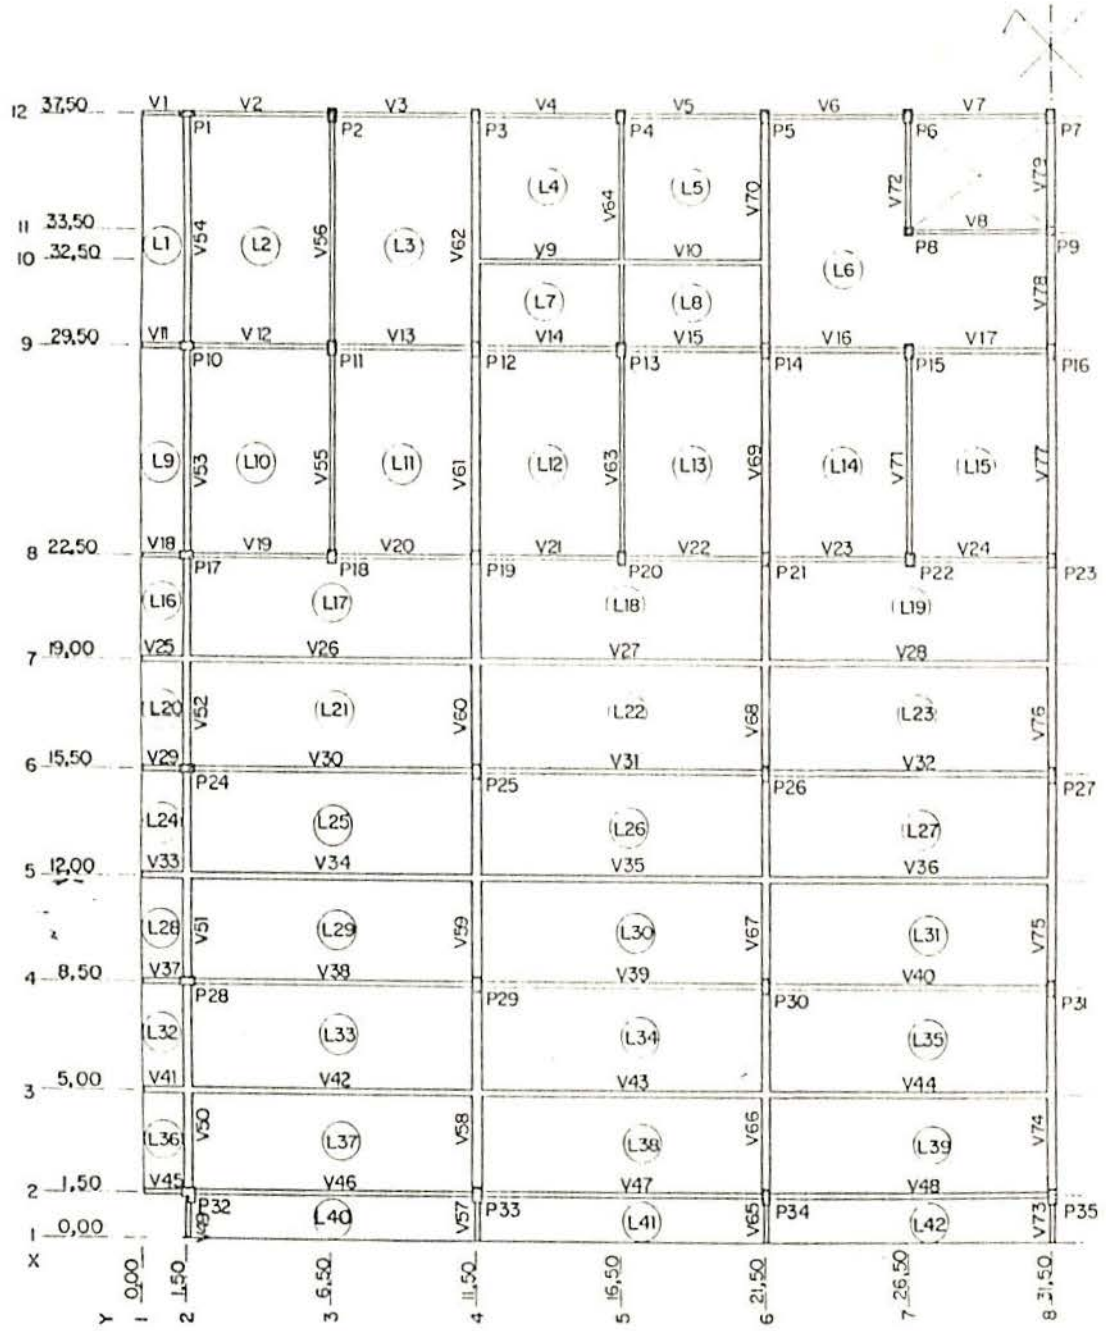 V1 V2 V3 V4 V5 V6 V7
12 37,50
P1 P2 P3 P4 P5 P6 P7
L4 L5 V64 V70 V72 V79
11 33,50
V8
P8 P9
L1 V54 L2 V56 L3 V62
10 32,50
V9 V10
L6
L7 L8 V78
V11 V12 V13 V14 V15 V16 V17
9 29,50
P10 P11 P12 P13 P14 P15 P16
L9 V53 L10 V55 L11 V61 L12 V63 L13 V69 L14 V71 L15 V77
V18 V19 V20 V21 V22 V23 V24
8 22,50
P17 P18 P19 P20 P21 P22 P23
L16 L17 L18 L19
V25 V26 V27 V28
7 19,00
L20 V52 L21 V60 L22 V68 L23 V76
V29 V30 V31 V32
6 15,50
P24 P25 P26 P27
L24 L25 L26 L27
V33 V34 V35 V36
5 12,00
L28 V51 L29 V59 L30 V67 L31 V75
V37 V38 V39 V40
4 8,50
P28 P29 P30 P31
L32 L33 L34 L35
V41 V42 V43 V44
3 5,00
L36 V50 L37 V58 L38 V66 L39 V74
V45 V46 V47 V48
2 1,50
P32 P33 P34 P35
V49 L40 V57 L41 V65 L42 V73
1 0,00
X
0,00 1,50 6,50 11,50 16,50 21,50 26,50 31,50
Y 1 2 3 4 5 6 7 8